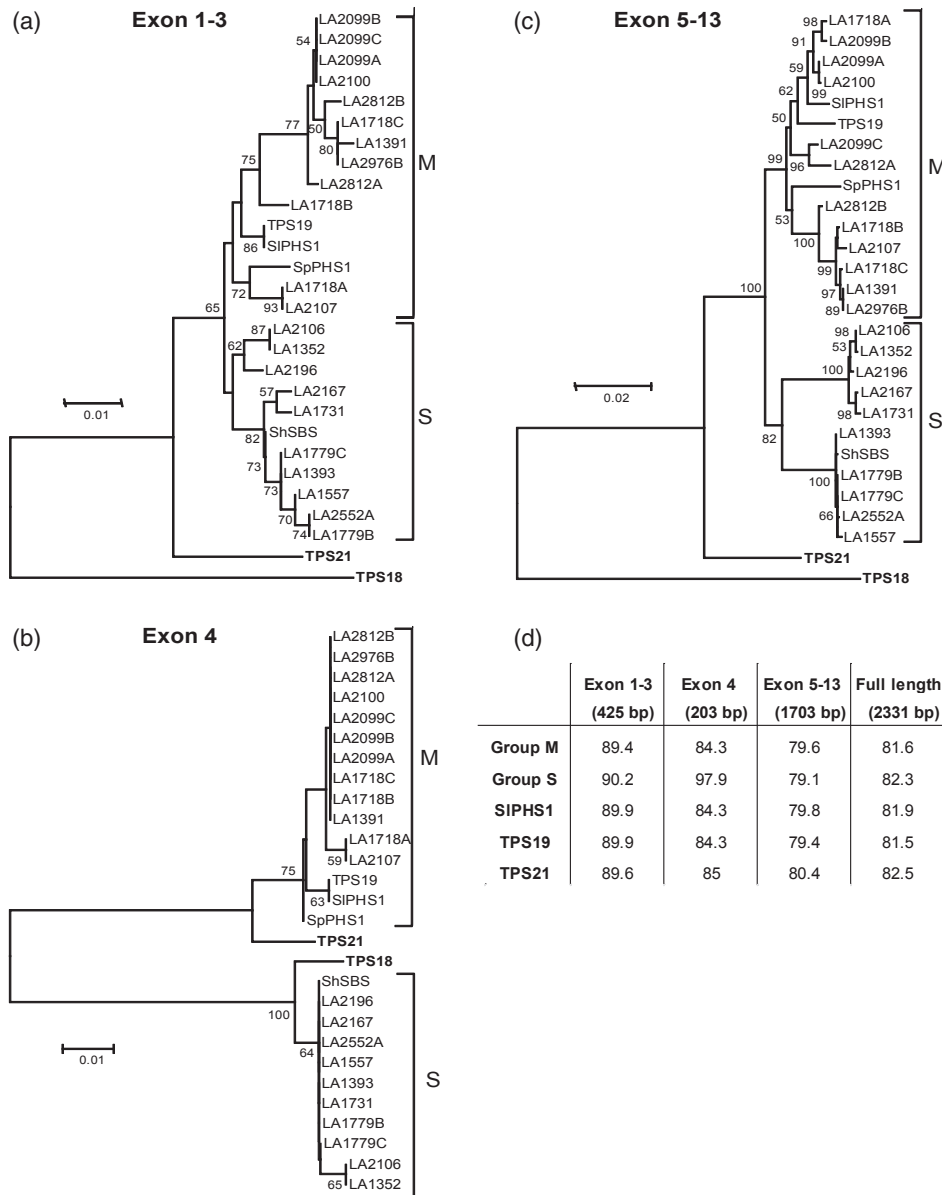 (a) Exon 1-3
LA2099B
54
LA2099C
LA2099A
LA2100
LA2812B
50
LA1718C
77
80
LA1391
LA2976B
75
LA2812A
LA1718B
TPS19
86
SlPHS1
SpPHS1
72
LA1718A
93
LA2107
65
M
87
LA2106
62
LA1352
LA2196
57
LA2167
LA1731
82
ShSBS
73
LA1779C
LA1393
73
LA1557
70
LA2552A
74
LA1779B
S
TPS21
TPS18
0.01
(c) Exon 5-13
98
LA1718A
91
LA2099B
59
LA2099A
LA2100
99
62
SlPHS1
50
TPS19
LA2099C
99
96
LA2812A
SpPHS1
53
LA2812B
100
LA1718B
LA2107
99
LA1718C
97
LA1391
89
LA2976B
M
100
98
LA2106
53
LA1352
100
LA2196
LA2167
98
LA1731
82
LA1393
ShSBS
100
LA1779B
LA1779C
66
LA2552A
LA1557
S
TPS21
TPS18
0.02
(b) Exon 4
LA2812B
LA2976B
LA2812A
LA2100
LA2099C
LA2099B
LA2099A
LA1718C
LA1718B
LA1391
LA1718A
59
LA2107
75
TPS19
63
SlPHS1
SpPHS1
M
TPS21
TPS18
100
ShSBS
LA2196
LA2167
64
LA2552A
LA1557
LA1393
LA1731
LA1779B
LA1779C
LA2106
65
LA1352
S
0.01
(d)
Exon 1-3 Exon 4 Exon 5-13 Full length
(425 bp) (203 bp) (1703 bp) (2331 bp)
Group M 89.4 84.3 79.6 81.6
Group S 90.2 97.9 79.1 82.3
SlPHS1 89.9 84.3 79.8 81.9
TPS19 89.9 84.3 79.4 81.5
TPS21 89.6 85 80.4 82.5